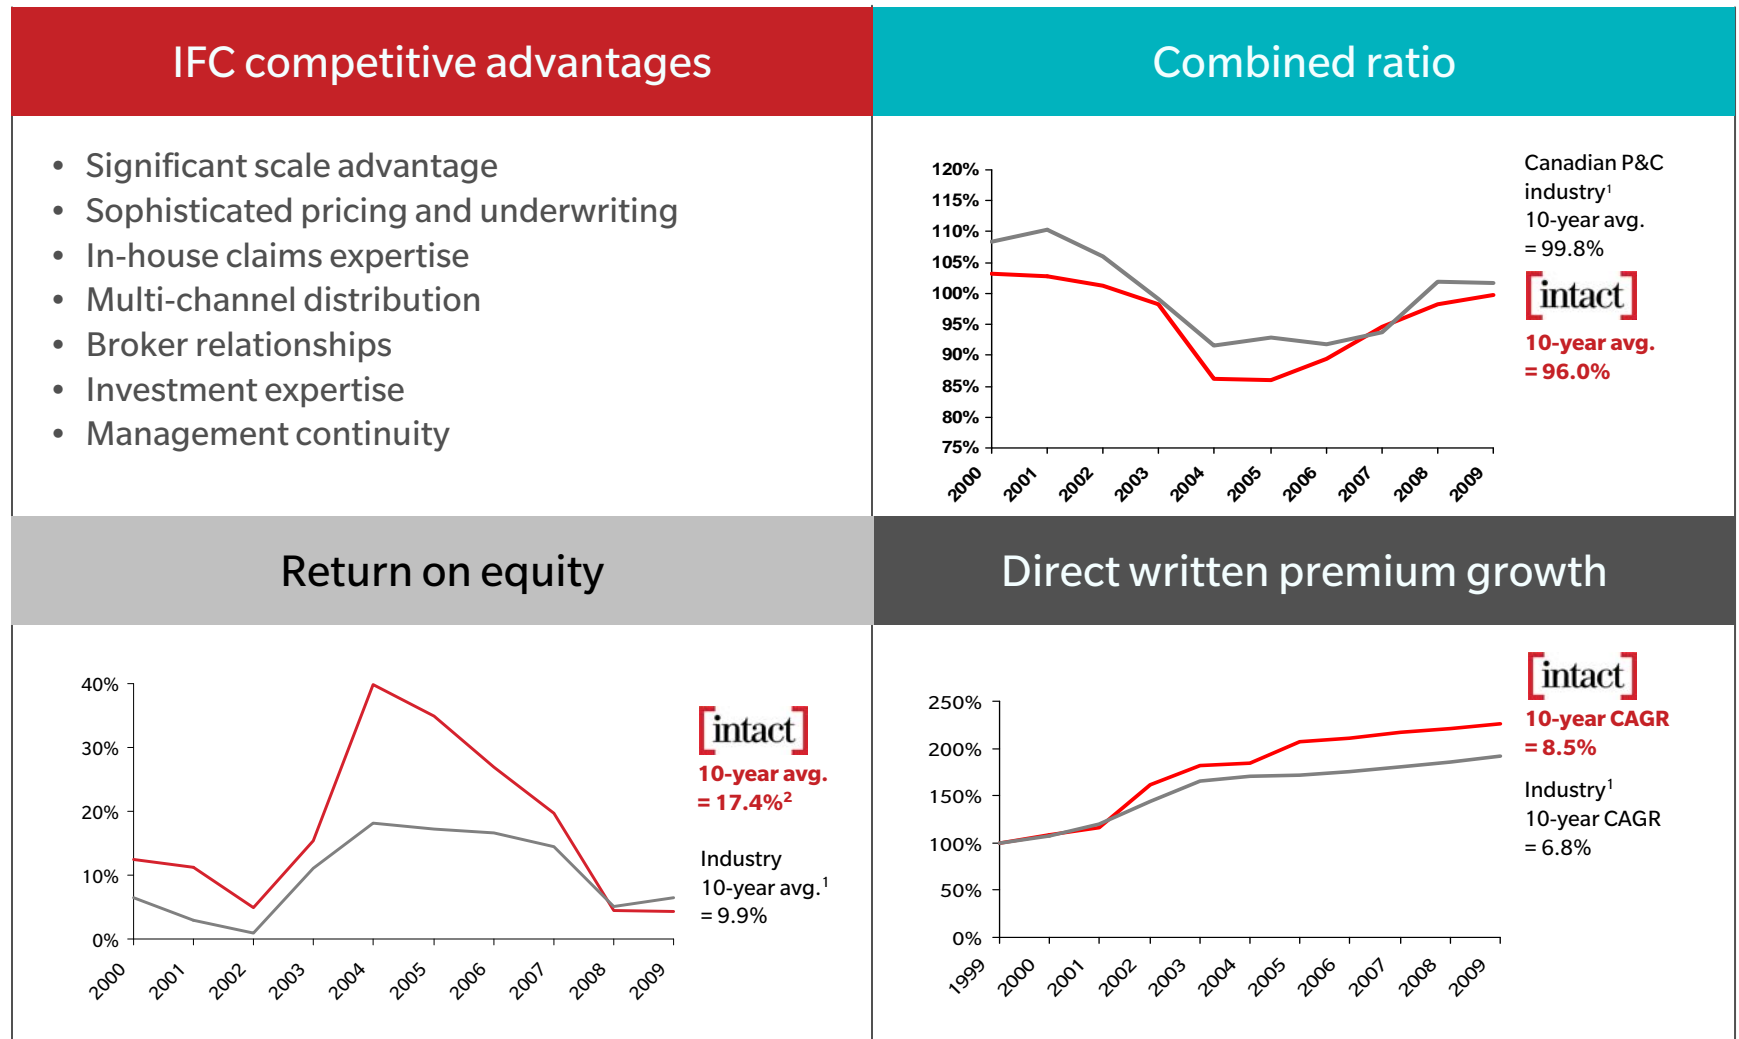 IFC competitive advantages
• Significant scale advantage
• Sophisticated pricing and underwriting
• In-house claims expertise
• Multi-channel distribution
• Broker relationships
• Investment expertise
• Management continuity
Combined ratio
120%
115%
110%
105%
100%
95%
90%
85%
80%
75%
2000
2001
2002
2003
2004
2005
2006
2007
2008
2009
Canadian P&C
industry¹
10-year avg.
= 99.8%
[intact]
10-year avg.
= 96.0%
Return on equity
40%
30%
20%
10%
0%
2000
2001
2002
2003
2004
2005
2006
2007
2008
2009
[intact]
10-year avg.
= 17.4%²
Industry
10-year avg.¹
= 9.9%
Direct written premium growth
250%
200%
150%
100%
50%
0%
1999
2000
2001
2002
2003
2004
2005
2006
2007
2008
2009
[intact]
10-year CAGR
= 8.5%
Industry¹
10-year CAGR
= 6.8%